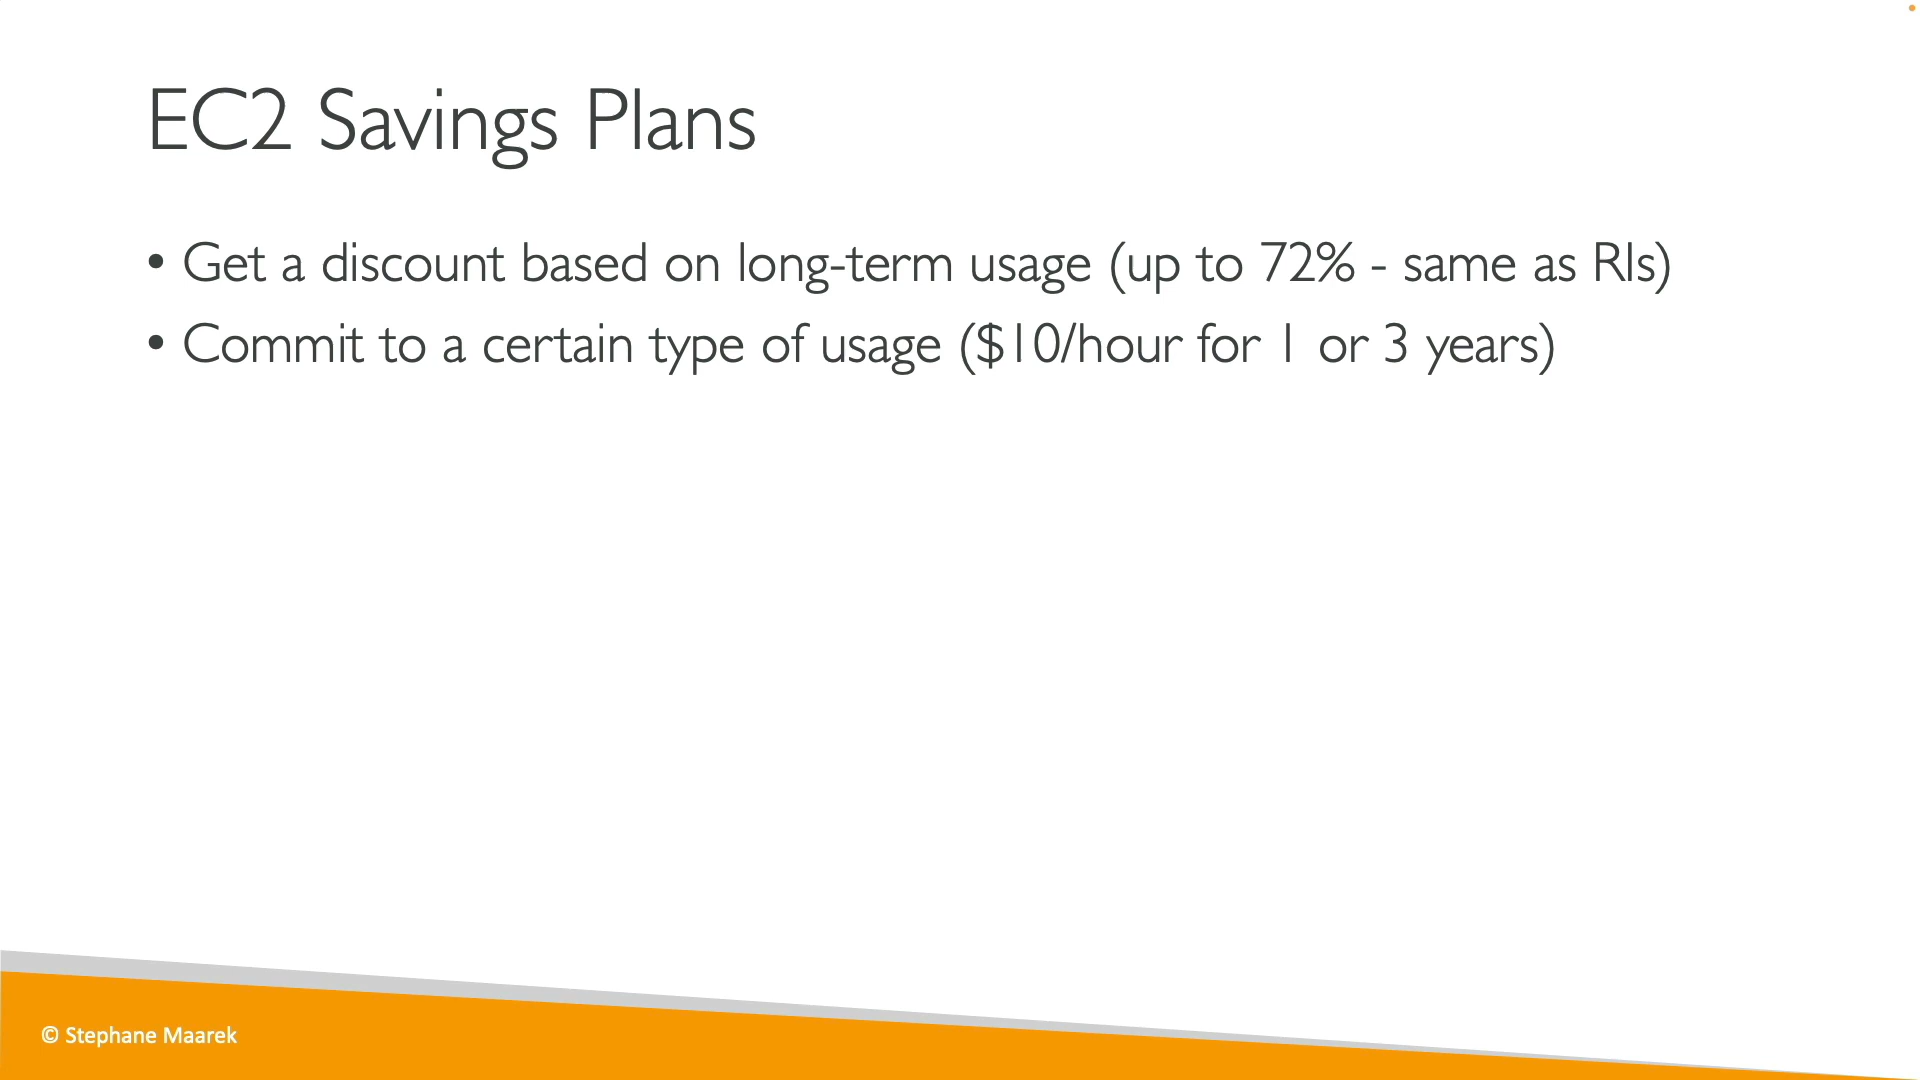 EC2 Savings Plans
• Get a discount based on long-term usage (up to 72% - same as RIs)
• Commit to a certain type of usage ($10/hour for 1 or 3 years)
© Stephane Maarek